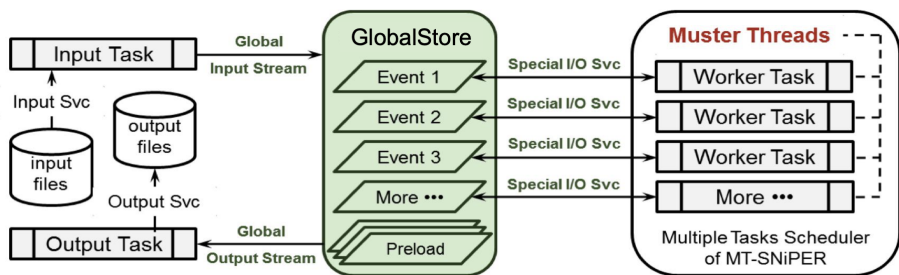 Input Task
Global
Input Stream
Input Svc
input
files
output
files
Output Svc
Output Task
Global
Output Stream
GlobalStore
Event 1
Event 2
Event 3
More •••
Preload
Special I/O Svc
Special I/O Svc
Special I/O Svc
Special I/O Svc
Muster Threads
Worker Task
Worker Task
Worker Task
More •••
Multiple Tasks Scheduler
of MT-SNiPER